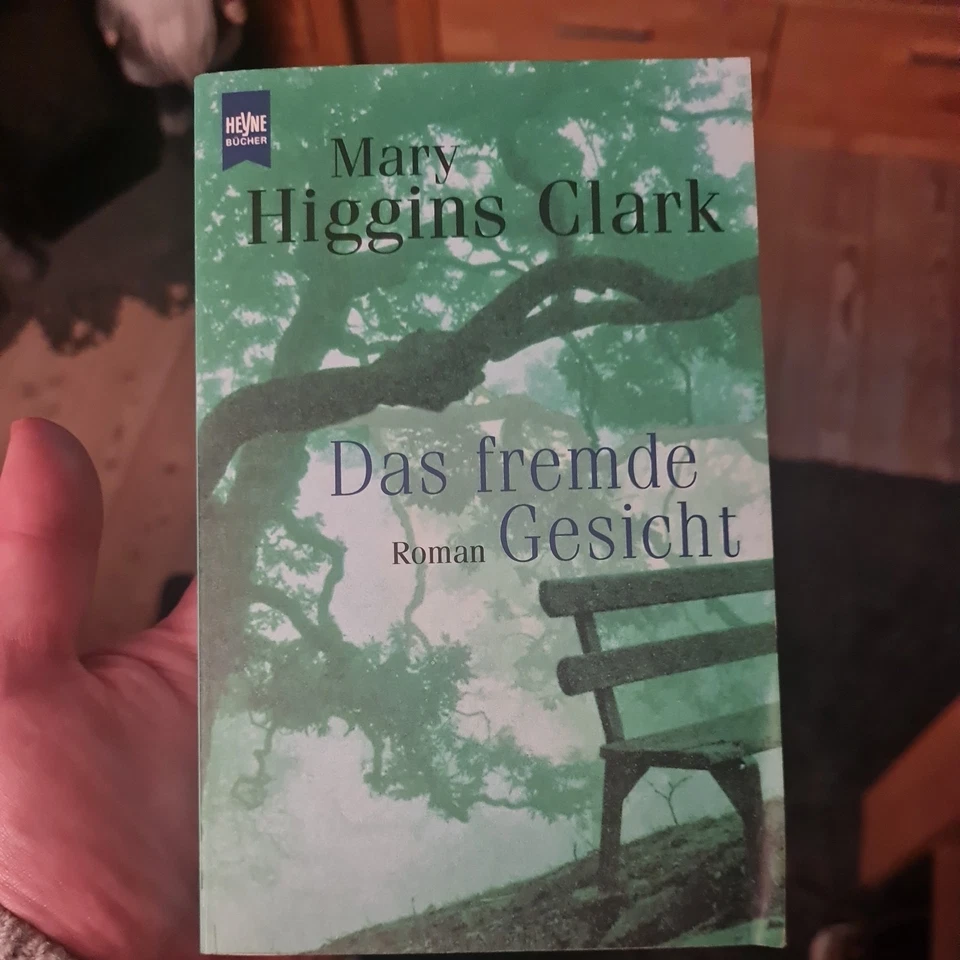 HEYNE
BÜCHER
Mary
Higgins Clark
Das fremde
Roman Gesicht